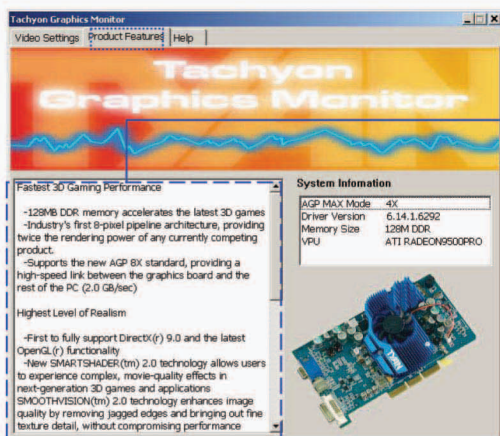 Tachyon Graphics Monitor
Video Settings Product Features Help
Tachyon
Graphics Monitor
Fastest 3D Gaming Performance
-128MB DDR memory accelerates the latest 3D games
-Industry's first 8-pixel pipeline architecture, providing
twice the rendering power of any currently competing
product.
-Supports the new AGP 8X standard, providing a
high-speed link between the graphics board and the
rest of the PC (2.0 GB/sec)
Highest Level of Realism
-First to fully support DirectX(r) 9.0 and the latest
OpenGL(r) functionality
-New SMARTSHADER(tm) 2.0 technology allows users
to experience complex, movie-quality effects in
next-generation 3D games and applications
SMOOTHVISION(tm) 2.0 technology enhances image
quality by removing jagged edges and bringing out fine
texture detail, without compromising performance
System Infomation
AGP MAX Mode 4X
Driver Version 6.14.1.6292
Memory Size 128M DDR
VPU ATI RADEON9500PRO
TYAN